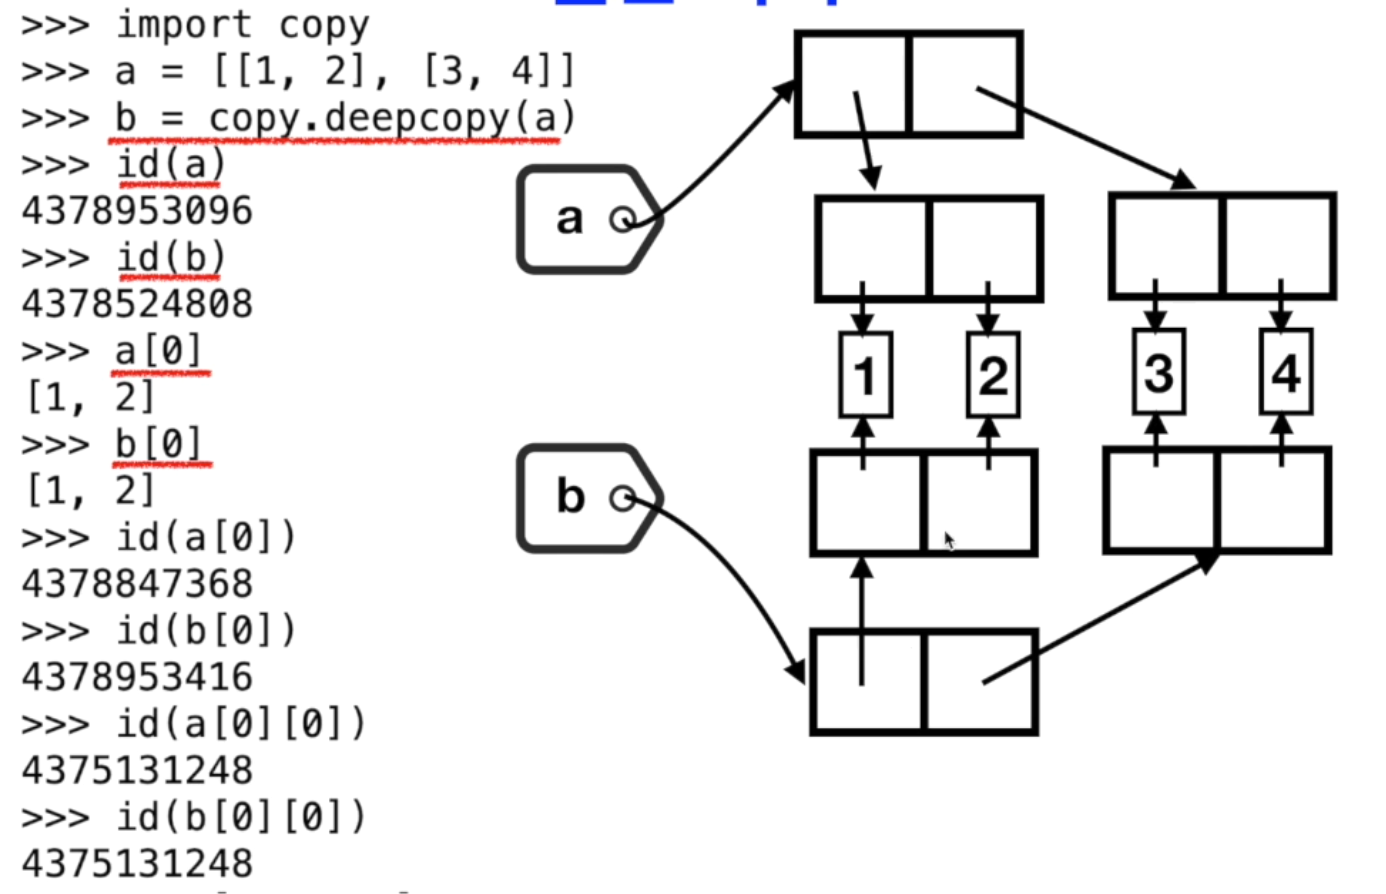 >>> import copy
>>> a = [[1, 2], [3, 4]]
>>> b = copy.deepcopy(a)
>>> id(a)
4378953096
>>> id(b)
4378524808
>>> a[0]
[1, 2]
>>> b[0]
[1, 2]
>>> id(a[0])
4378847368
>>> id(b[0])
4378953416
>>> id(a[0][0])
4375131248
>>> id(b[0][0])
4375131248
a
1 2 3 4
b